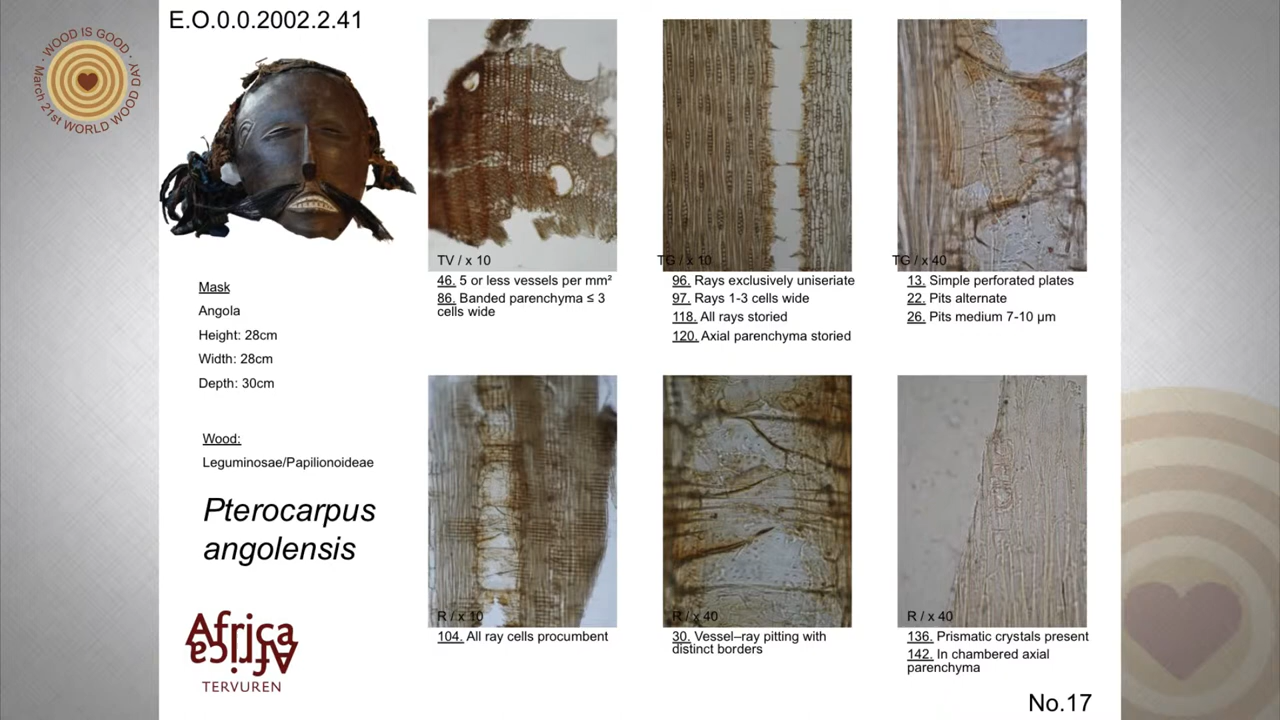 E.O.0.0.2002.2.41
WOOD IS GOOD · March 21st WORLD WOOD DAY ·
TV / x 10
46. 5 or less vessels per mm²
86. Banded parenchyma ≤ 3
cells wide
TG / x 10
96. Rays exclusively uniseriate
97. Rays 1-3 cells wide
118. All rays storied
120. Axial parenchyma storied
TG / x 40
13. Simple perforated plates
22. Pits alternate
26. Pits medium 7-10 μm
Mask
Angola
Height: 28cm
Width: 28cm
Depth: 30cm
Wood:
Leguminosae/Papilionoideae
Pterocarpus
angolensis
R / x 10
104. All ray cells procumbent
R / x 40
30. Vessel–ray pitting with
distinct borders
R / x 40
136. Prismatic crystals present
142. In chambered axial
parenchyma
Africa
Africa
TERVUREN
No.17